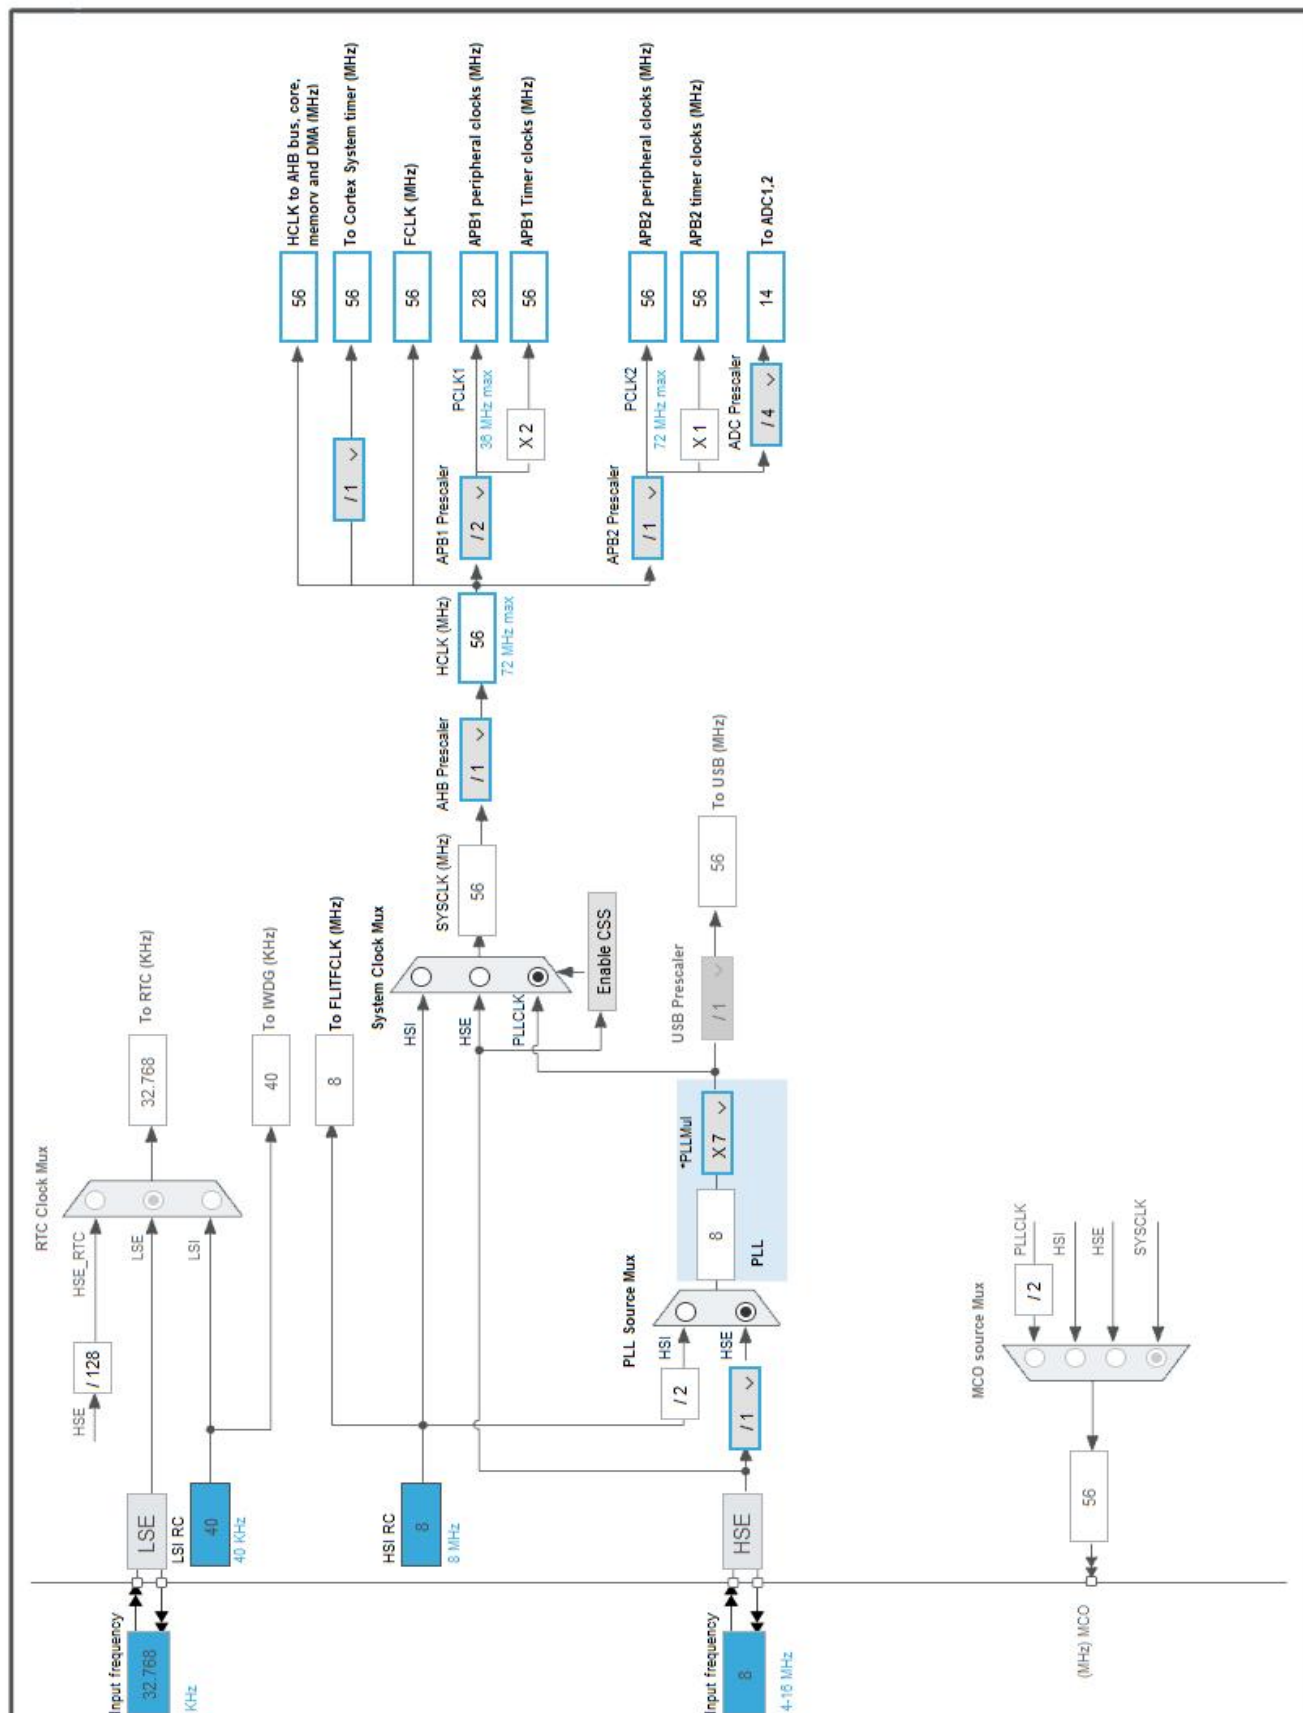 Input frequency
32.768
KHz
LSE
LSI RC
40
40 KHz
HSE
/ 128
HSE_RTC
LSE
LSI
RTC Clock Mux
32.768
To RTC (KHz)
40
To IWDG (KHz)
HSI RC
8
8 MHz
8
To FLITFCLK (MHz)
System Clock Mux
HSI
HSE
PLLCLK
Enable CSS
SYSCLK (MHz)
56
AHB Prescaler
/ 1
HCLK (MHz)
56
72 MHz max
56
HCLK to AHB bus, core,
memory and DMA (MHz)
/ 1
56
To Cortex System timer (MHz)
56
FCLK (MHz)
APB1 Prescaler
/ 2
PCLK1
36 MHz max
28
APB1 peripheral clocks (MHz)
X 2
56
APB1 Timer clocks (MHz)
APB2 Prescaler
/ 1
PCLK2
72 MHz max
56
APB2 peripheral clocks (MHz)
X 1
56
APB2 timer clocks (MHz)
ADC Prescaler
/ 4
14
To ADC1,2
Input frequency
8
4-16 MHz
HSE
/ 1
/ 2
HSI
HSE
PLL Source Mux
8
PLL
*PLLMul
X 7
USB Prescaler
/ 1
56
To USB (MHz)
(MHz) MCO
56
MCO source Mux
/ 2
PLLCLK
HSI
HSE
SYSCLK